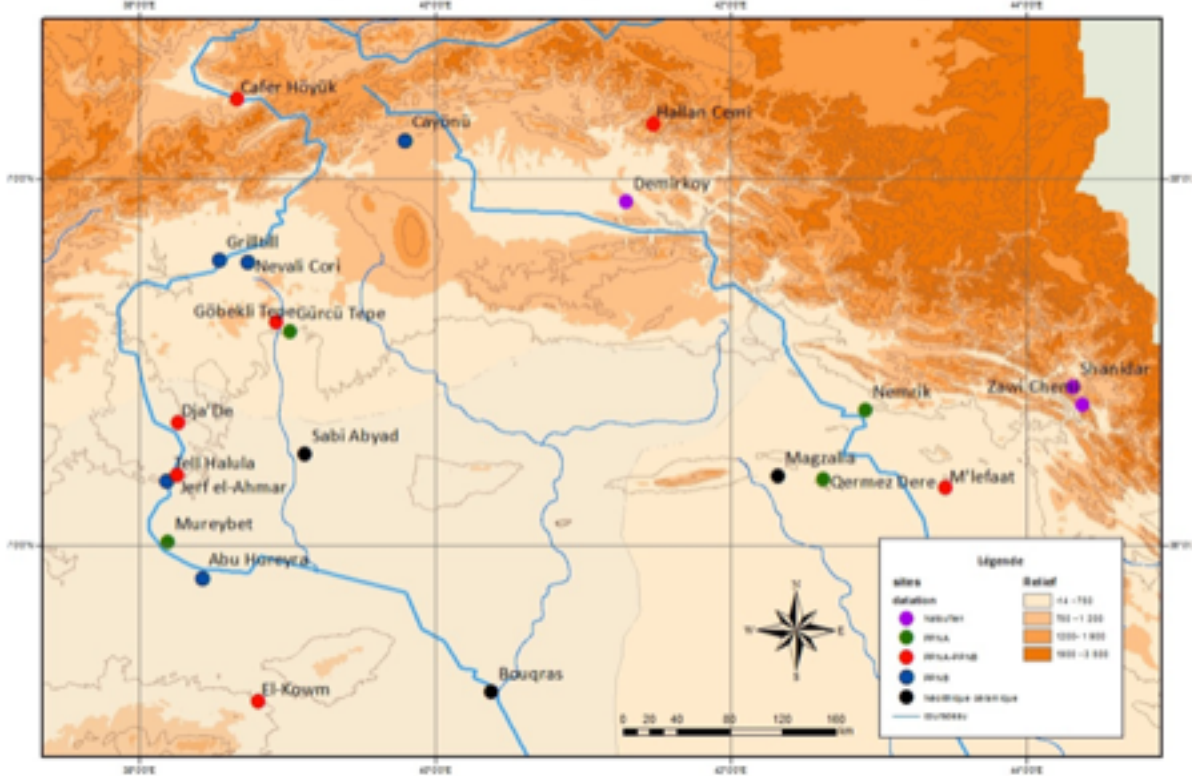 Cafer Höyük
Hallan Cemi
Cayönü
Demirkoy
Grillill
Nevali Cori
Göbekli Tepe
Gürcü Tepe
Shanidar
Zawi Chemi
Nemrik
Dja'De
Sabi Abyad
Tell Halula
Jerf el-Ahmar
Magzalia
Qermez Dere
M'lefaat
Mureybet
Abu Hureyra
Bouqras
El-Kowm
Légende
sites
Relief
datation
PPNA
PPNA-PPNB
PPNB
N
W
E
S
0 20 40 80 120 160
km